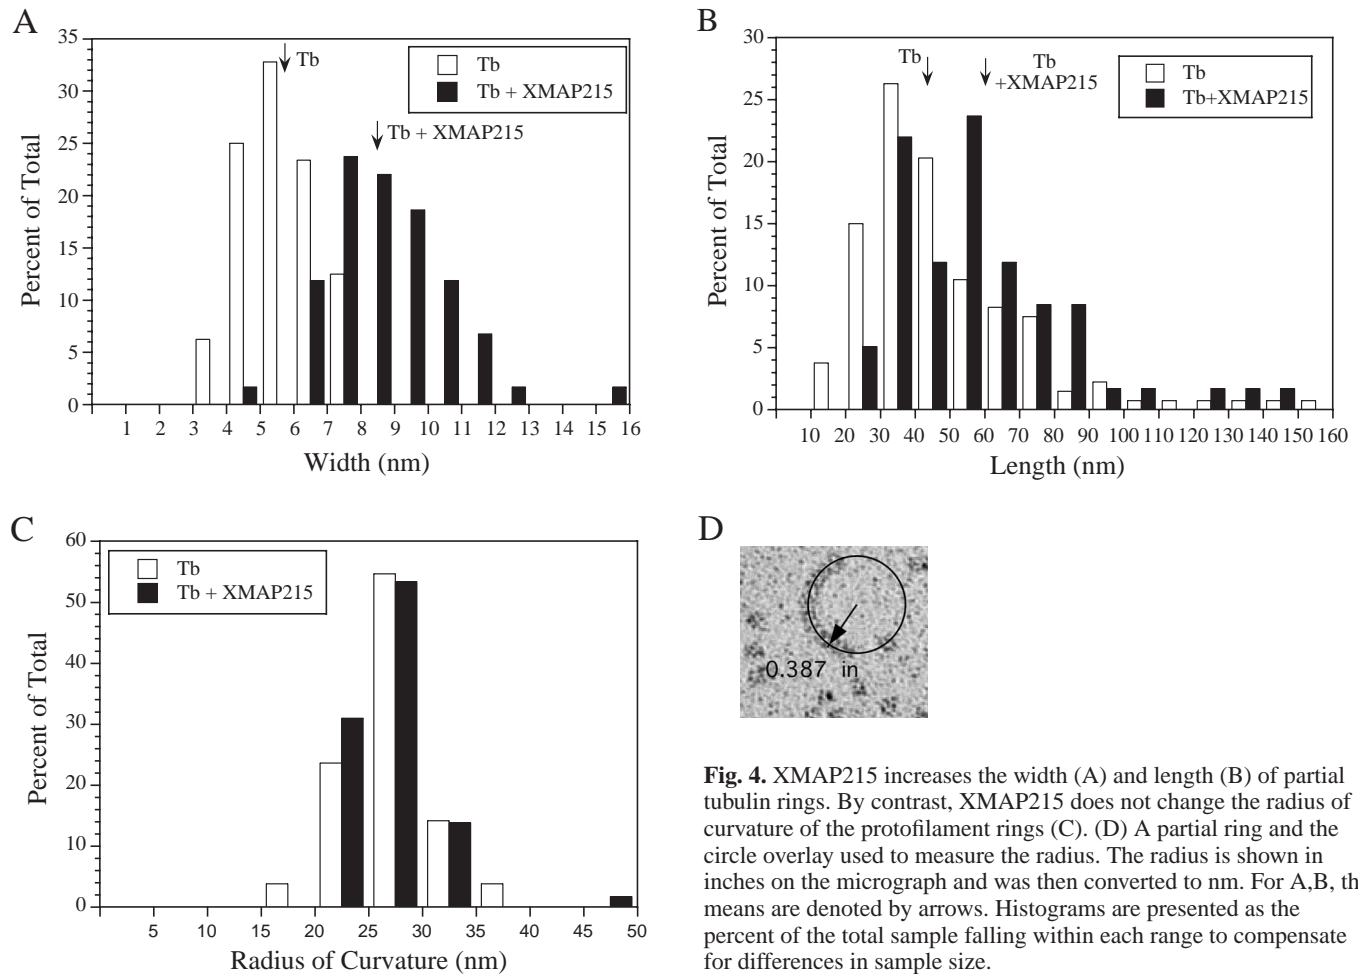 A
35
30
25
20
15
10
5
0
Percent of Total
Tb
Tb + XMAP215
Tb
Tb + XMAP215
1 2 3 4 5 6 7 8 9 10 11 12 13 14 15 16
Width (nm)
B
30
25
20
15
10
5
0
Percent of Total
Tb
Tb
+XMAP215
Tb
Tb+XMAP215
10 20 30 40 50 60 70 80 90 100 110 120 130 140 150 160
Length (nm)
C
60
50
40
30
20
10
0
Percent of Total
Tb
Tb + XMAP215
5 10 15 20 25 30 35 40 45 50
Radius of Curvature (nm)
D
0.387 in
Fig. 4. XMAP215 increases the width (A) and length (B) of partial
tubulin rings. By contrast, XMAP215 does not change the radius of
curvature of the protofilament rings (C). (D) A partial ring and the
circle overlay used to measure the radius. The radius is shown in
inches on the micrograph and was then converted to nm. For A,B, th
means are denoted by arrows. Histograms are presented as the
percent of the total sample falling within each range to compensate
for differences in sample size.